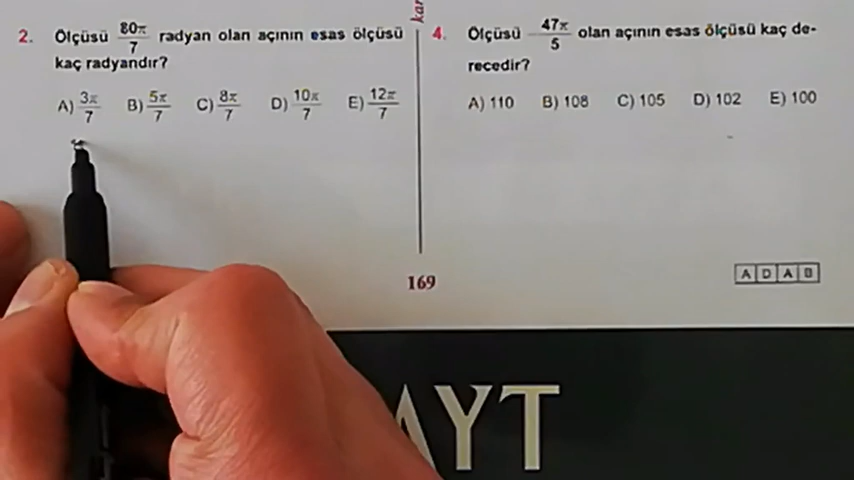 2. Ölçüsü 80π/7 radyan olan açının esas ölçüsü
kaç radyandır?
A) 3π/7 B) 5π/7 C) 8π/7 D) 10π/7 E) 12π/7
4. Ölçüsü -47π/5 olan açının esas ölçüsü kaç de-
recedir?
A) 110 B) 108 C) 105 D) 102 E) 100
169
A D A B
AYT